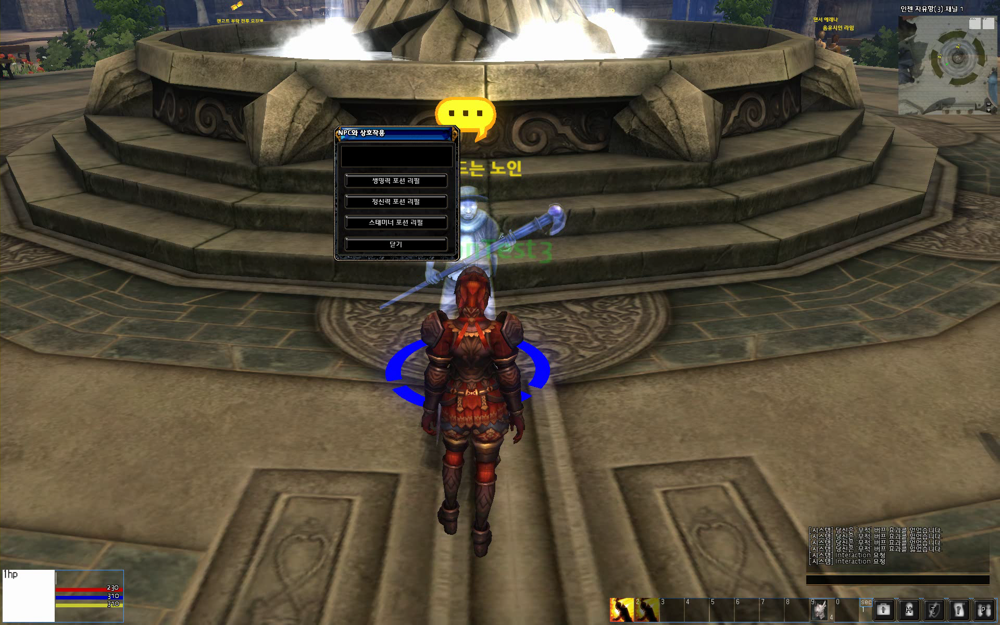 인젠 자유항(3):채널 1
댄서 에레나
음유시인 라임
NPC와 상호작용
드는 노인
생명력 포션 리필
정신력 포션 리필
스태미너 포션 리필
닫기
nTest3
[시스템] 당신은 '무적' 버프 효과를 얻었습니다.
[시스템] 당신은 '무적' 버프 효과를 잃었습니다.
[시스템] 당신은 '무적' 버프 효과를 얻었습니다.
[시스템] 당신은 '무적' 버프 효과를 잃었습니다.
[시스템] Interaction 요청
[시스템] Interaction 요청
1hp
230
310
310
2 3 4 5 6 7 8 9 0 sec
4 1
I H T J P